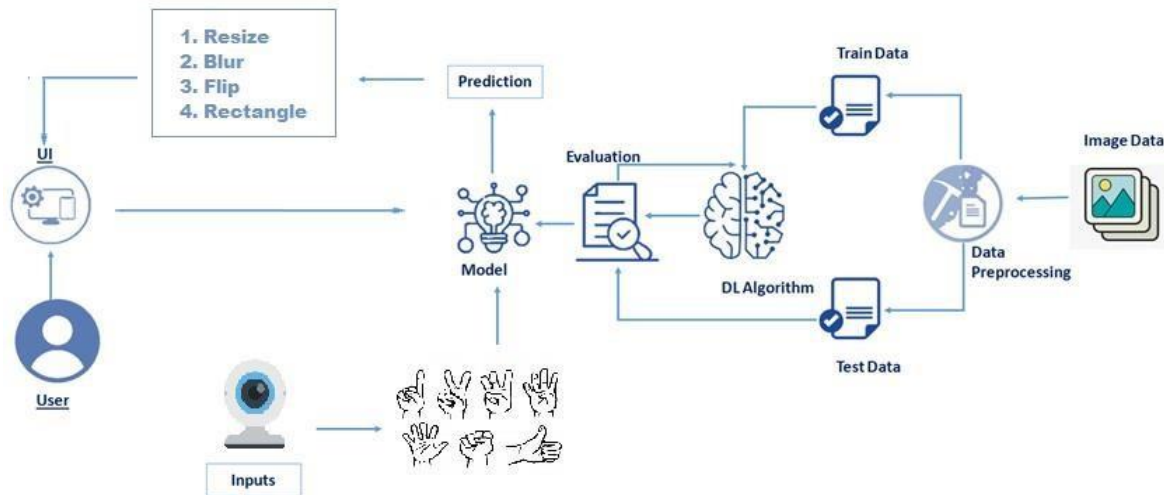 1. Resize
2. Blur
3. Flip
4. Rectangle
Prediction
Train Data
Image Data
UI
Evaluation
Model
DL Algorithm
Data
Preprocessing
User
Test Data
Inputs